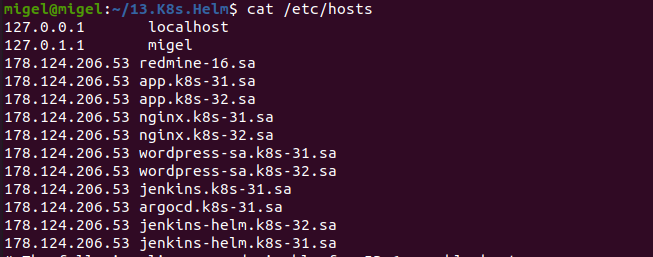 migel@migel:~/13.K8s.Helm$ cat /etc/hosts
127.0.0.1       localhost
127.0.1.1       migel
178.124.206.53 redmine-16.sa
178.124.206.53 app.k8s-31.sa
178.124.206.53 app.k8s-32.sa
178.124.206.53 nginx.k8s-31.sa
178.124.206.53 nginx.k8s-32.sa
178.124.206.53 wordpress-sa.k8s-31.sa
178.124.206.53 wordpress-sa.k8s-32.sa
178.124.206.53 jenkins.k8s-31.sa
178.124.206.53 argocd.k8s-31.sa
178.124.206.53 jenkins-helm.k8s-32.sa
178.124.206.53 jenkins-helm.k8s-31.sa